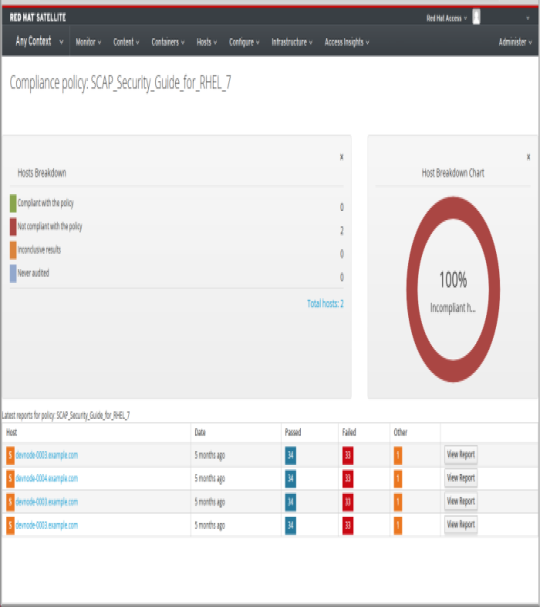 RED HAT SATELLITE
Red Hat Access
Any Context Monitor Content Containers Hosts Configure Infrastructure Access Insights Administer
Compliance policy: SCAP_Security_Guide_for_RHEL_7
x
x
Hosts Breakdown
Host Breakdown Chart
Compliant with the policy 0
Not compliant with the policy 2
Inconclusive results 0
Never audited 0
Total hosts: 2
100%
Incompliant h...
Latest reports for policy: SCAP_Security_Guide_for_RHEL_7
Host Date Passed Failed Other
S devnode-0003.example.com 5 months ago 34 33 1 View Report
S devnode-0004.example.com 5 months ago 34 33 1 View Report
S devnode-0003.example.com 5 months ago 34 33 1 View Report
S devnode-0003.example.com 5 months ago 34 33 1 View Report